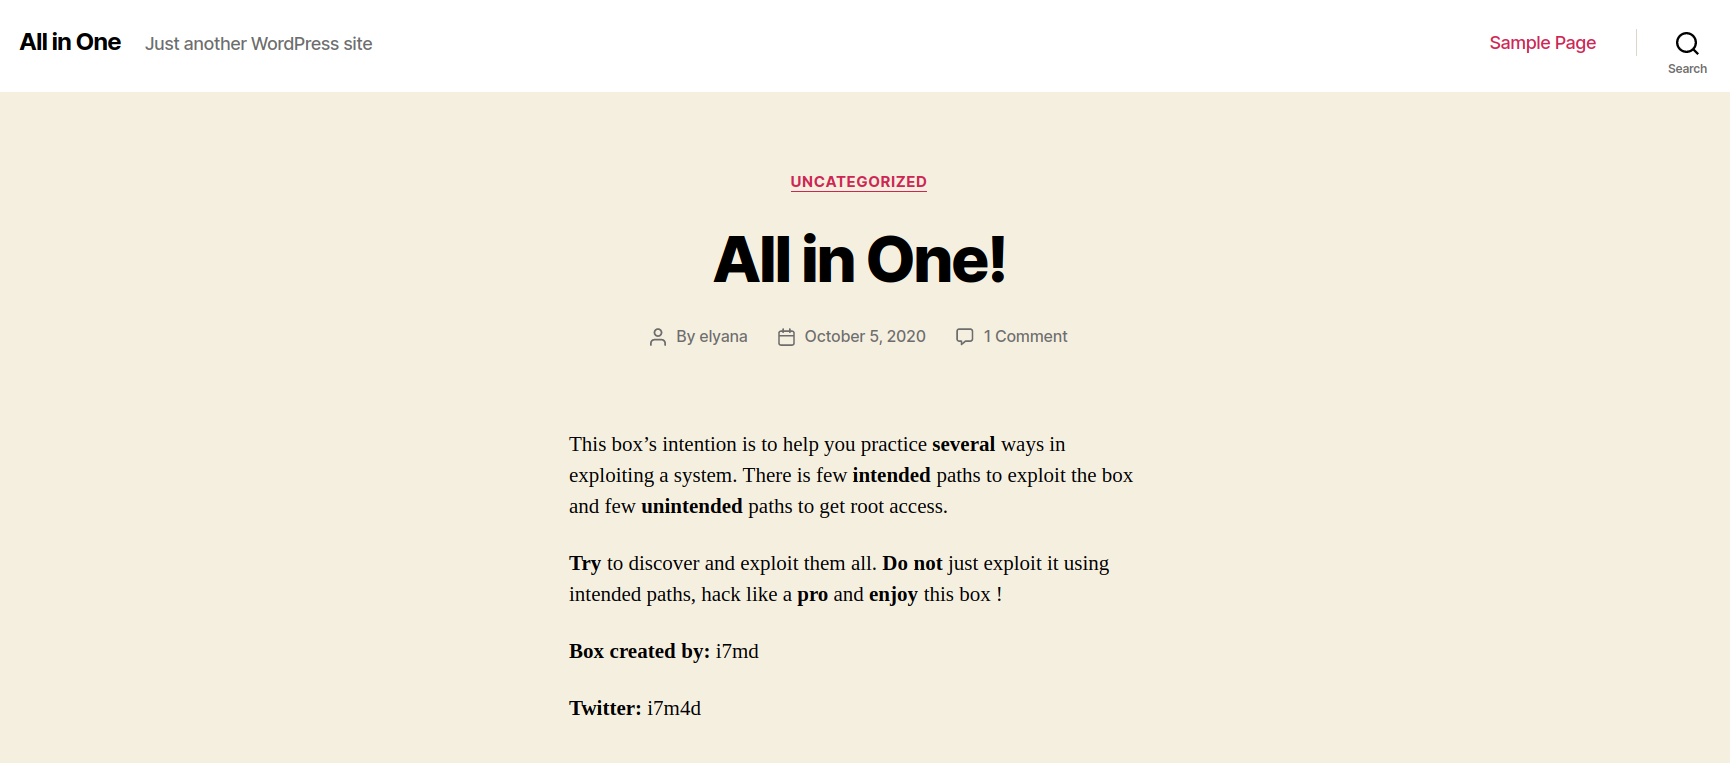 All in One
Just another WordPress site
Sample Page
Search
UNCATEGORIZED
All in One!
By elyana
October 5, 2020
1 Comment
This box’s intention is to help you practice several ways in
exploiting a system. There is few intended paths to exploit the box
and few unintended paths to get root access.
Try to discover and exploit them all. Do not just exploit it using
intended paths, hack like a pro and enjoy this box !
Box created by: i7md
Twitter: i7m4d